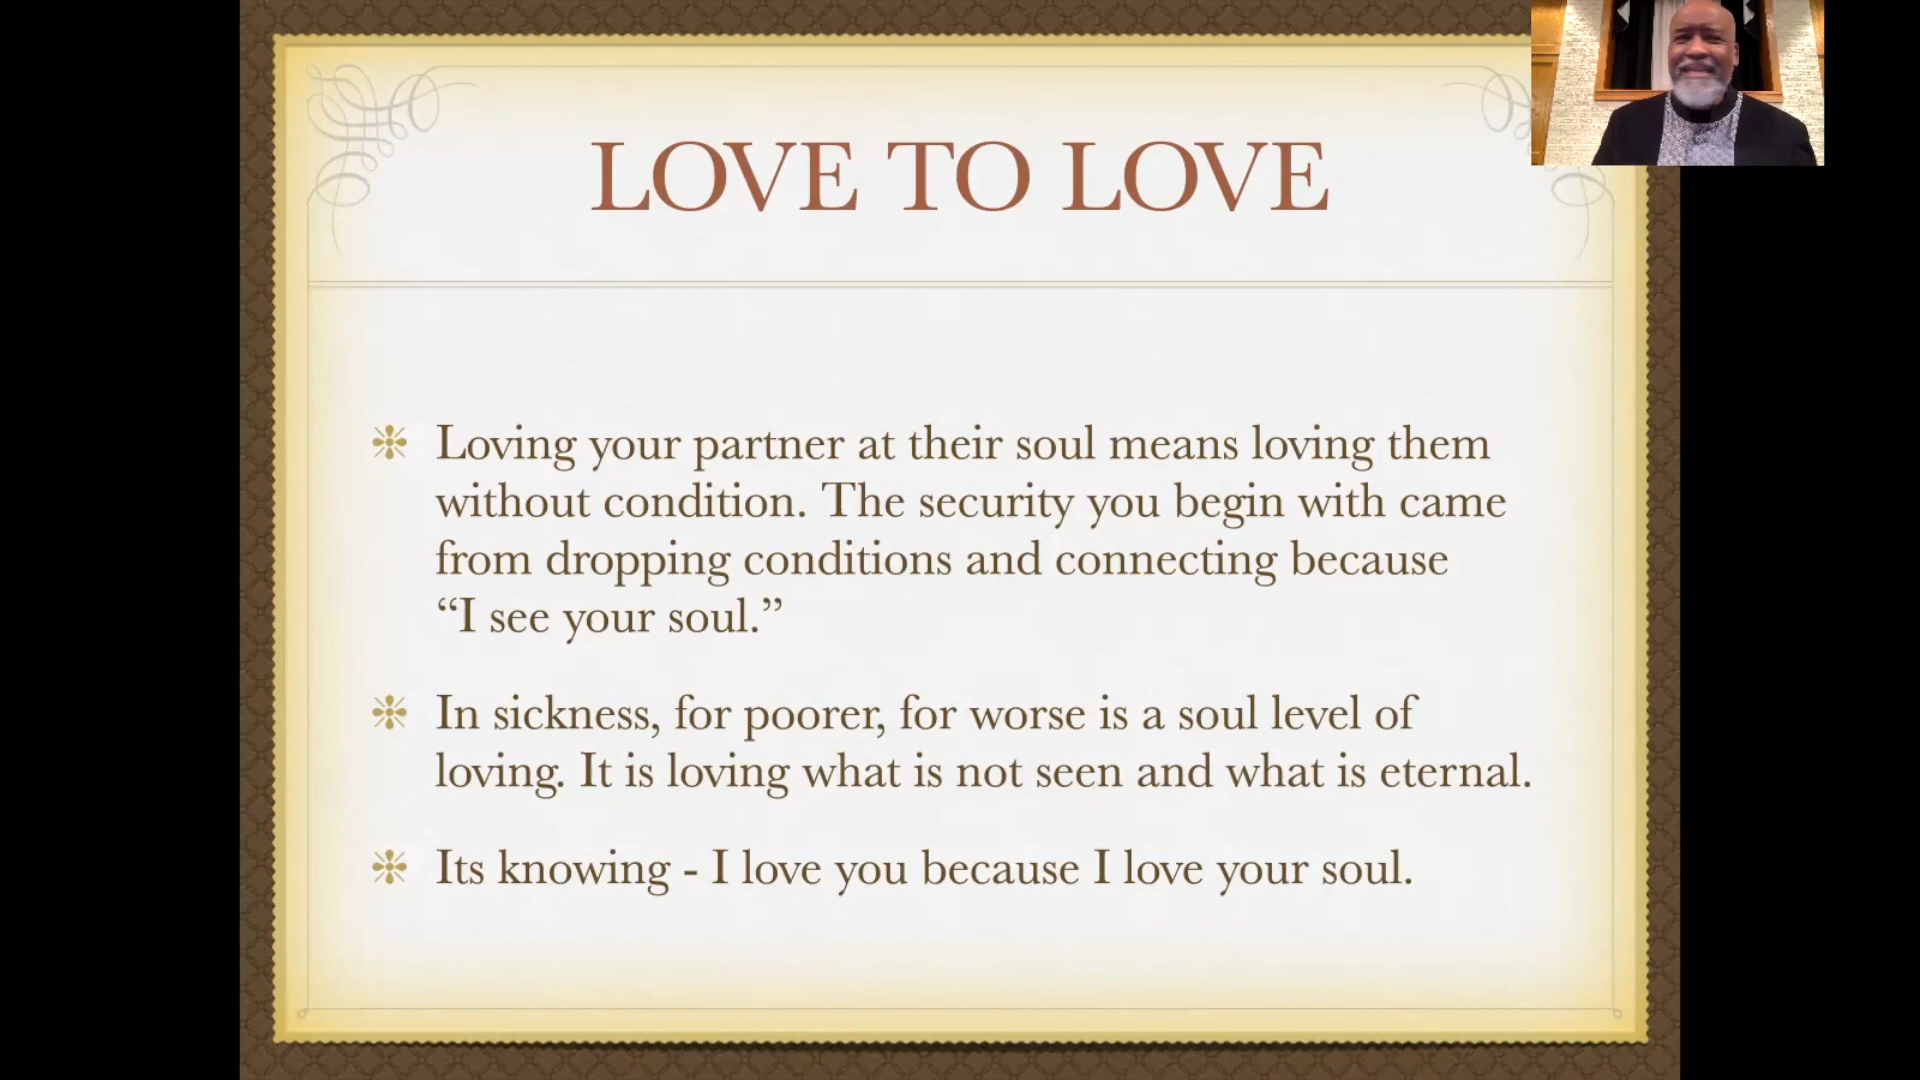 LOVE TO LOVE
Loving your partner at their soul means loving them
without condition. The security you begin with came
from dropping conditions and connecting because
“I see your soul.”
In sickness, for poorer, for worse is a soul level of
loving. It is loving what is not seen and what is eternal.
Its knowing - I love you because I love your soul.